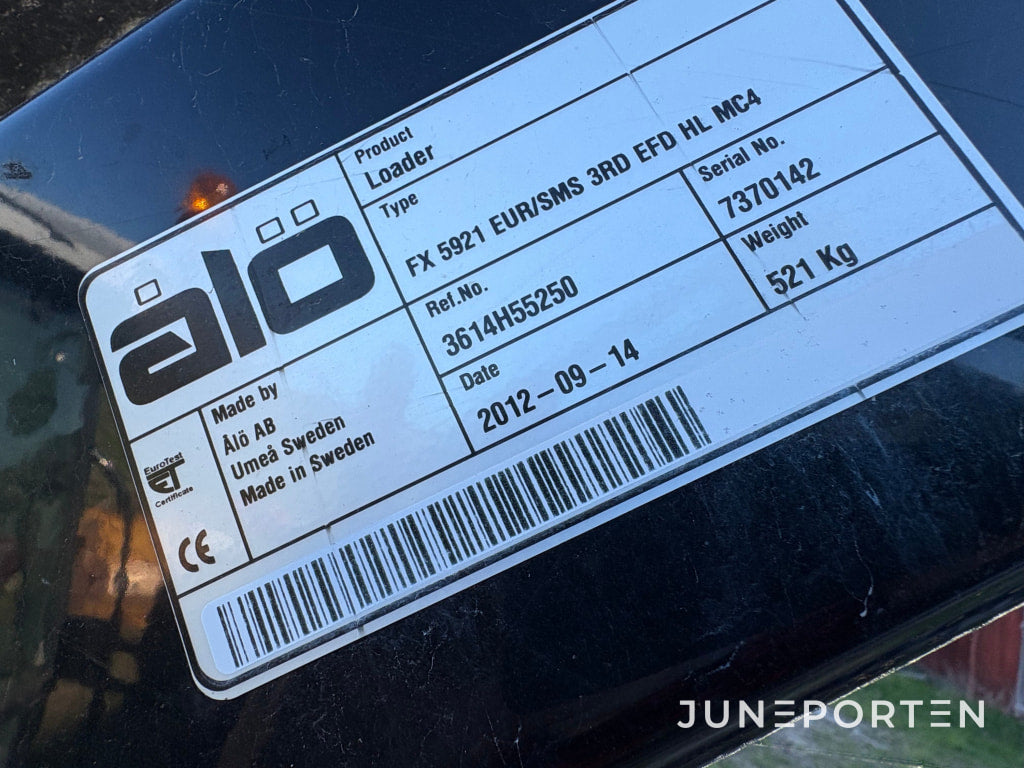 ålö
Product
Loader
Type
FX 5921 EUR/SMS 3RD EFD HL MC4
Ref.No.
3614H55250
Serial No.
7370142
Date
2012-09-14
Weight
521 Kg
Made by
Ålö AB
Umeå Sweden
Made in Sweden
EuroTest
ET
Certificate
CE
JUNEPORTEN